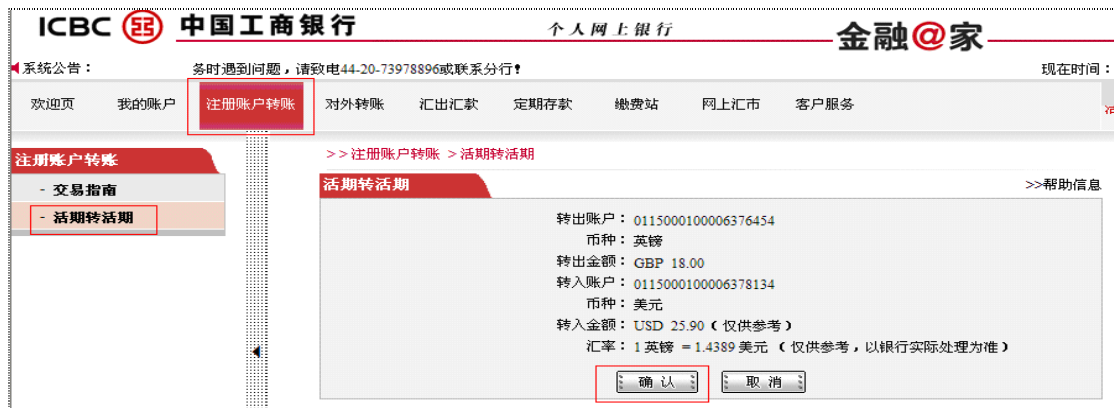 ICBC 中国工商银行 个人网上银行 金融@家
系统公告： 务时遇到问题，请致电44-20-73978896或联系分行! 现在时间：
欢迎页 我的账户 注册账户转账 对外转账 汇出汇款 定期存款 缴费站 网上汇市 客户服务
注册账户转账
- 交易指南
- 活期转活期
>>注册账户转账 >活期转活期
活期转活期 >>帮助信息
转出账户： 0115000100006376454
币种： 英镑
转出金额： GBP 18.00
转入账户： 0115000100006378134
币种： 美元
转入金额： USD 25.90（仅供参考）
汇率： 1英镑 =1.4389美元 （仅供参考，以银行实际处理为准）
确 认 取 消